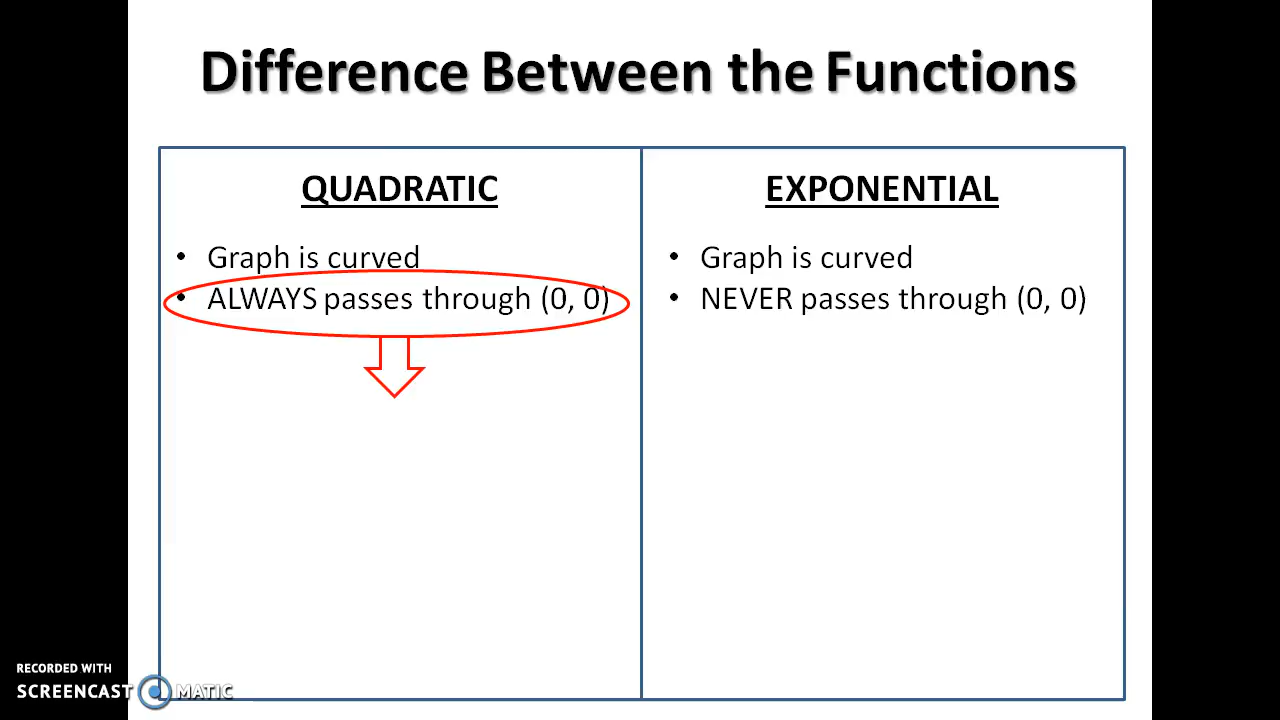 Difference Between the Functions
QUADRATIC
• Graph is curved
• ALWAYS passes through (0, 0)
EXPONENTIAL
• Graph is curved
• NEVER passes through (0, 0)
RECORDED WITH
SCREENCAST MATIC